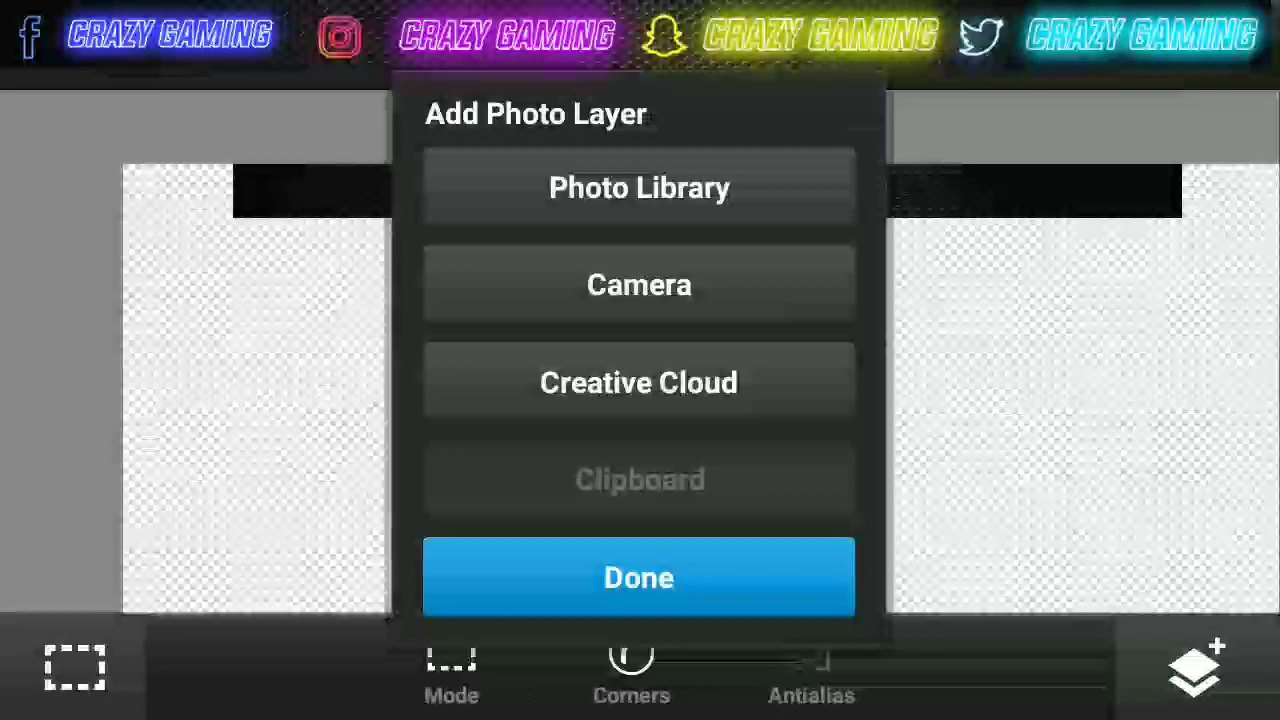 CRAZY GAMING CRAZY GAMING CRAZY GAMING CRAZY GAMING
Add Photo Layer
Photo Library
Camera
Creative Cloud
Clipboard
Done
Mode Corners Antialias